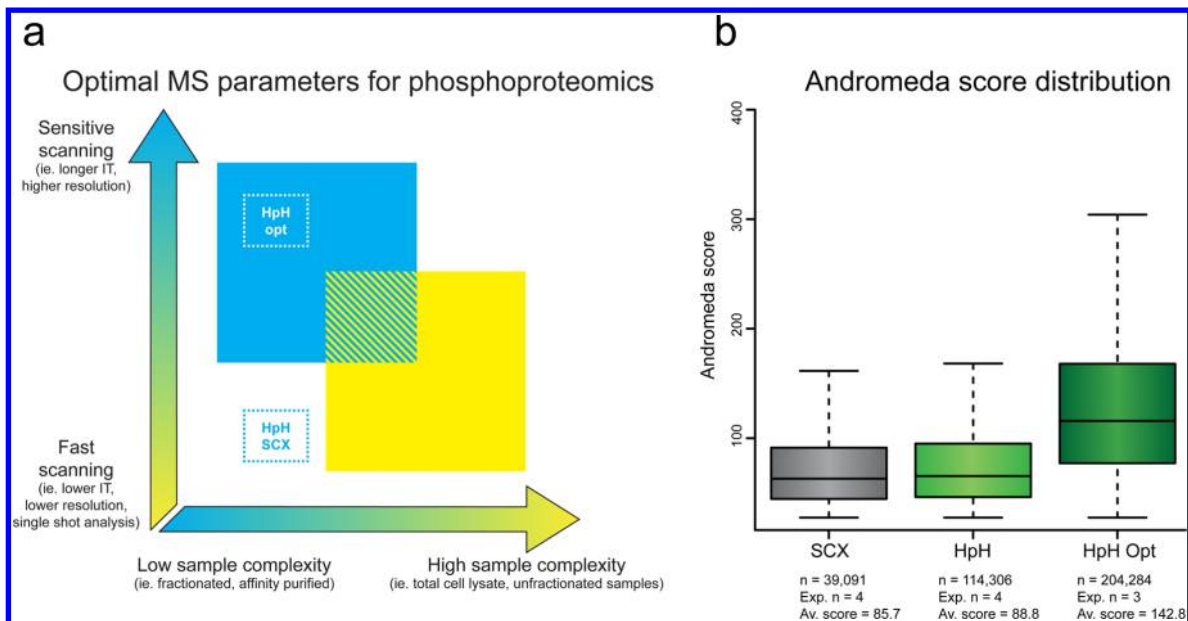 a
Optimal MS parameters for phosphoproteomics
Sensitive
scanning
(ie. longer IT,
higher resolution)
HpH
opt
HpH
SCX
Fast
scanning
(ie. lower IT,
lower resolution,
single shot analysis)
Low sample complexity
(ie. fractionated, affinity purified)
High sample complexity
(ie. total cell lysate, unfractionated samples)
b
Andromeda score distribution
Andromeda score
400
300
200
100
SCX
n = 39,091
Exp. n = 4
Av. score = 85.7
HpH
n = 114,306
Exp. n = 4
Av. score = 88.8
HpH Opt
n = 204,284
Exp. n = 3
Av. score = 142.8